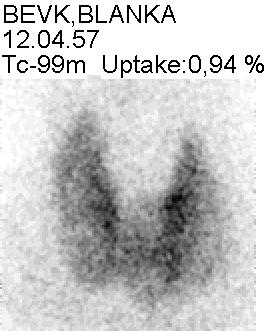 BEVK,BLANKA
12.04.57
Tc-99m Uptake:0,94 %